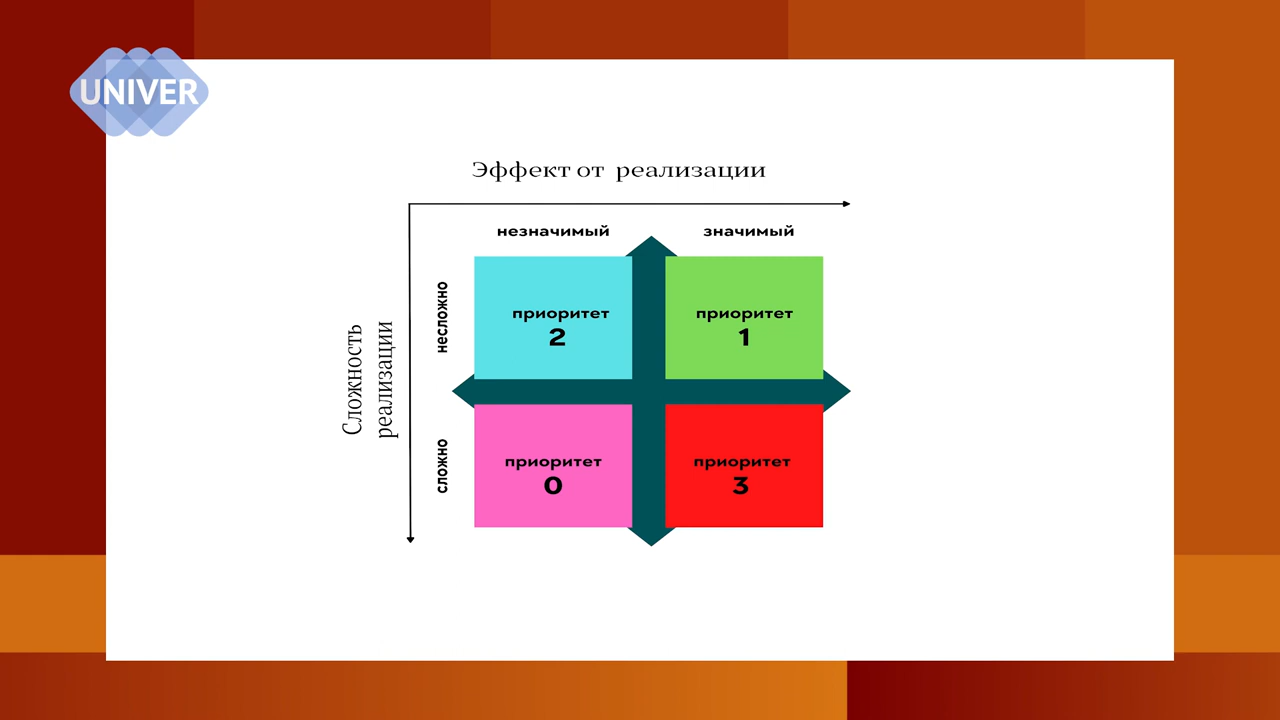 UNIVER
Эффект от реализации
незначимый
значимый
Сложность
реализации
несложно
приоритет
2
приоритет
1
сложно
приоритет
0
приоритет
3